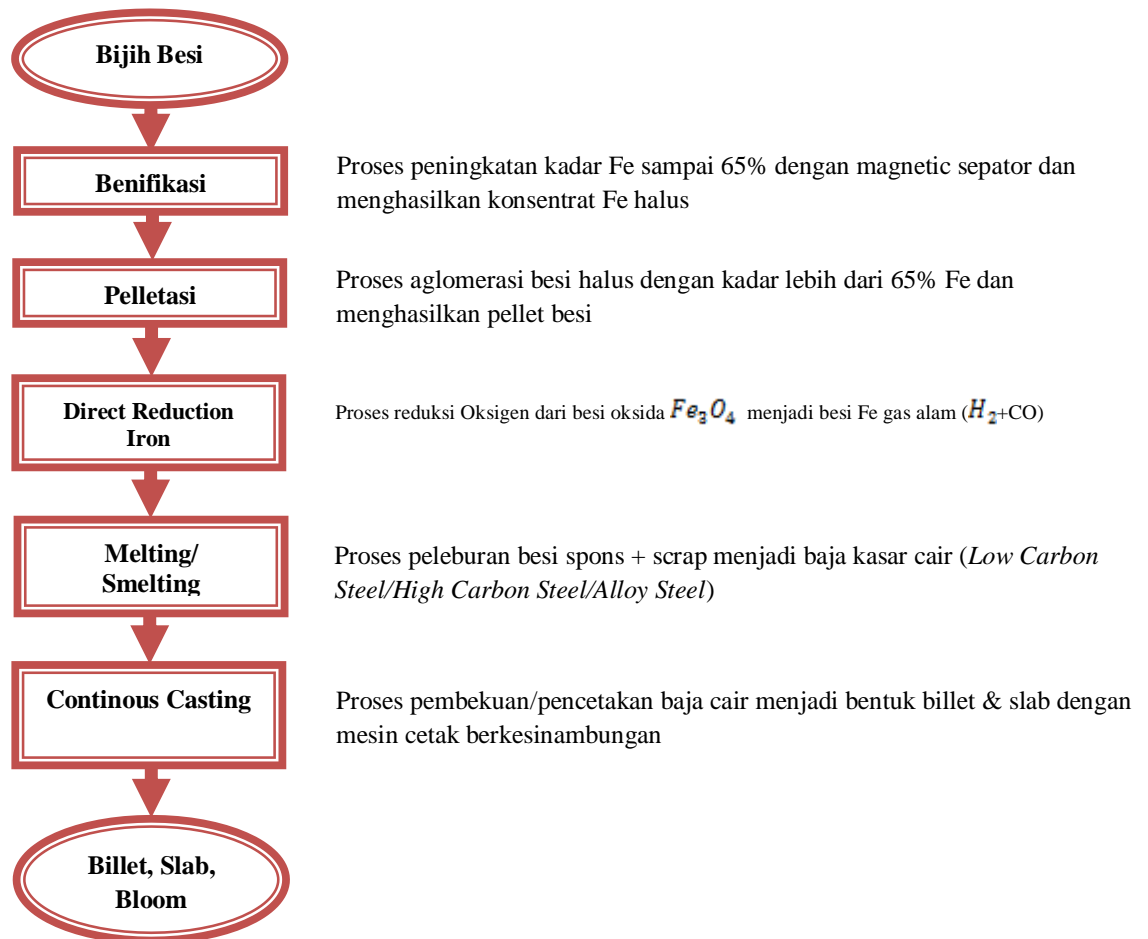 Bijih Besi
Benifikasi
Proses peningkatan kadar Fe sampai 65% dengan magnetic sepator dan
menghasilkan konsentrat Fe halus
Pelletasi
Proses aglomerasi besi halus dengan kadar lebih dari 65% Fe dan
menghasilkan pellet besi
Direct Reduction
Iron
Proses reduksi Oksigen dari besi oksida Fe₃O₄ menjadi besi Fe gas alam (H₂+CO)
Melting/
Smelting
Proses peleburan besi spons + scrap menjadi baja kasar cair (Low Carbon
Steel/High Carbon Steel/Alloy Steel)
Continous Casting
Proses pembekuan/pencetakan baja cair menjadi bentuk billet & slab dengan
mesin cetak berkesinambungan
Billet, Slab,
Bloom